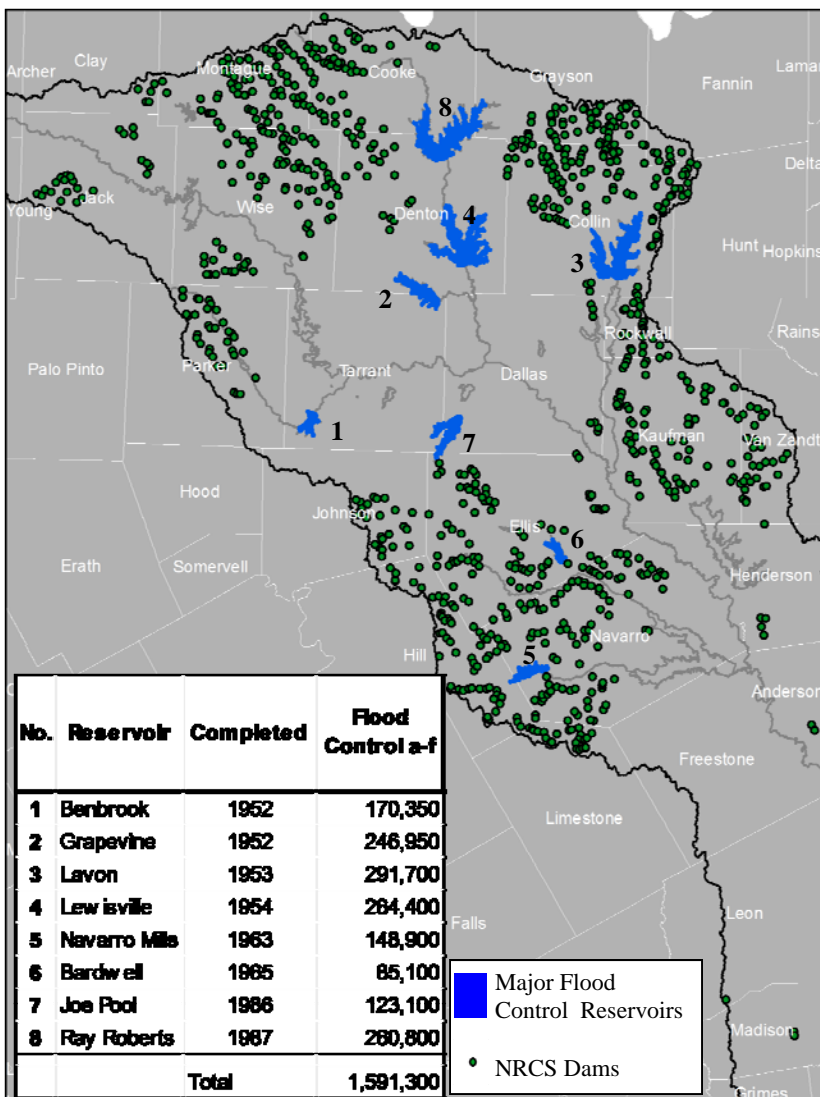 Clay
Archer
Montague
Cooke
Grayson
Lamar
Fannin
8
Delta
Young
Jack
Wise
Denton
4
Collin
Hunt
Hopkins
3
2
Rockwall
Rains
Palo Pinto
Parker
Tarrant
Dallas
1
7
Kaufman
Van Zandt
Hood
Johnson
Ellis
6
Erath
Somervell
Henderson
Navarro
Hill
5
Anderson
Freestone
Limestone
Falls
Leon
Madison
Grimes
No. Reservoir Completed Flood
Control a-f
1 Benbrook 1952 170,350
2 Grapevine 1952 246,950
3 Lavon 1953 291,700
4 Lewisville 1954 264,400
5 Navarro Mills 1963 148,900
6 Bardwell 1965 85,100
7 Joe Pool 1986 123,100
8 Ray Roberts 1987 260,800
Total 1,591,300
Major Flood
Control Reservoirs
NRCS Dams